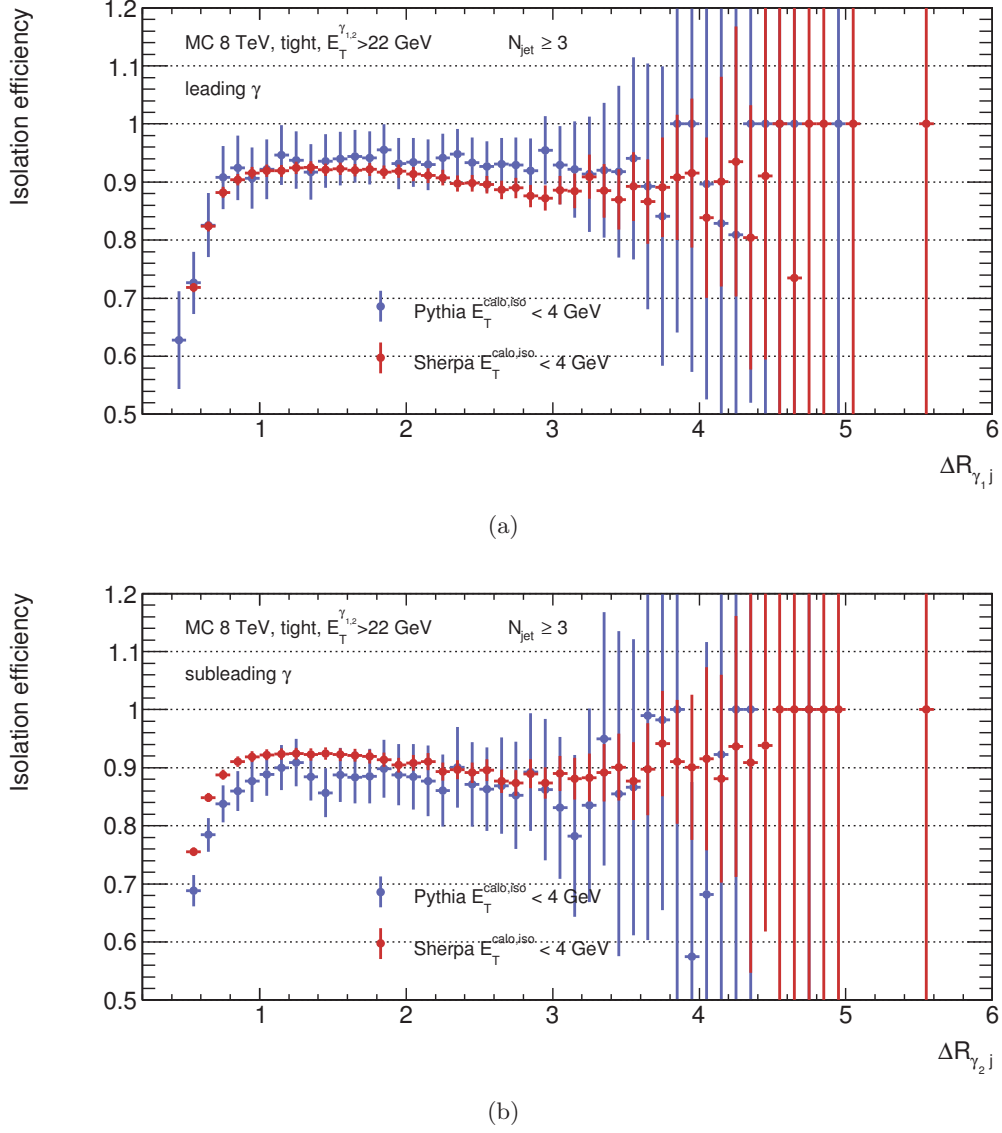 Isolation efficiency
1.2
1.1
1
0.9
0.8
0.7
0.6
0.5
MC 8 TeV, tight, E_T^{γ_{1,2}}>22 GeV
N_{jet} ≥ 3
leading γ
Pythia E_T^{calo,iso} < 4 GeV
Sherpa E_T^{calo,iso} < 4 GeV
1 2 3 4 5 6
ΔR_{γ_1 j}
(a)
Isolation efficiency
1.2
1.1
1
0.9
0.8
0.7
0.6
0.5
MC 8 TeV, tight, E_T^{γ_{1,2}}>22 GeV
N_{jet} ≥ 3
subleading γ
Pythia E_T^{calo,iso} < 4 GeV
Sherpa E_T^{calo,iso} < 4 GeV
1 2 3 4 5 6
ΔR_{γ_2 j}
(b)